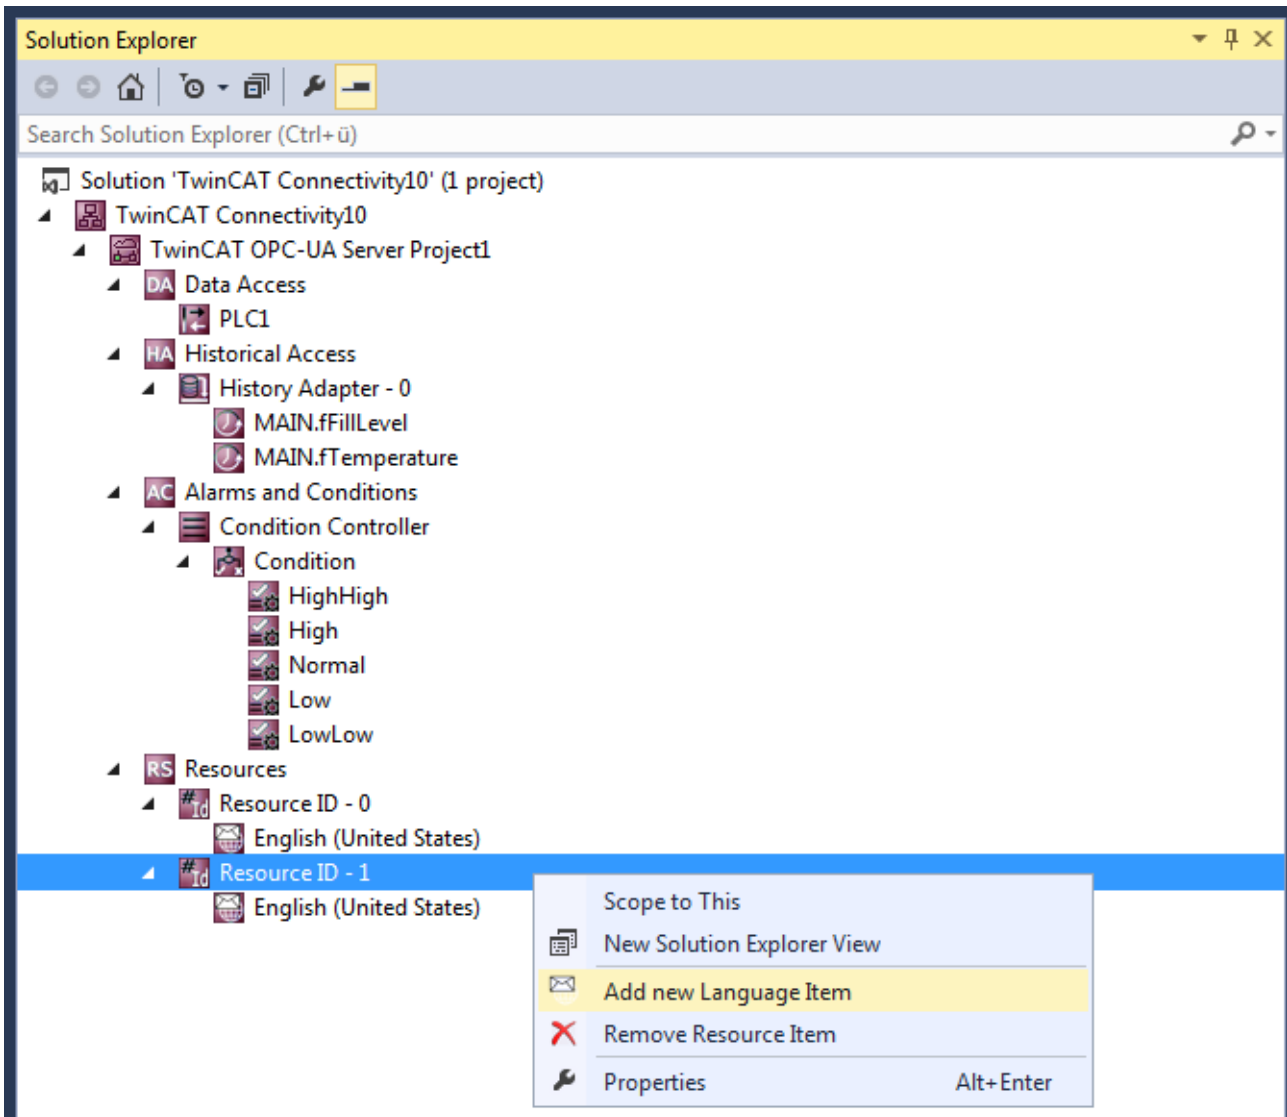 Solution Explorer
Search Solution Explorer (Ctrl+ü)
Solution 'TwinCAT Connectivity10' (1 project)
TwinCAT Connectivity10
TwinCAT OPC-UA Server Project1
DA Data Access
PLC1
HA Historical Access
History Adapter - 0
MAIN.fFillLevel
MAIN.fTemperature
AC Alarms and Conditions
Condition Controller
Condition
HighHigh
High
Normal
Low
LowLow
RS Resources
#Id Resource ID - 0
English (United States)
#Id Resource ID - 1
English (United States)
Scope to This
New Solution Explorer View
Add new Language Item
Remove Resource Item
Properties Alt+Enter